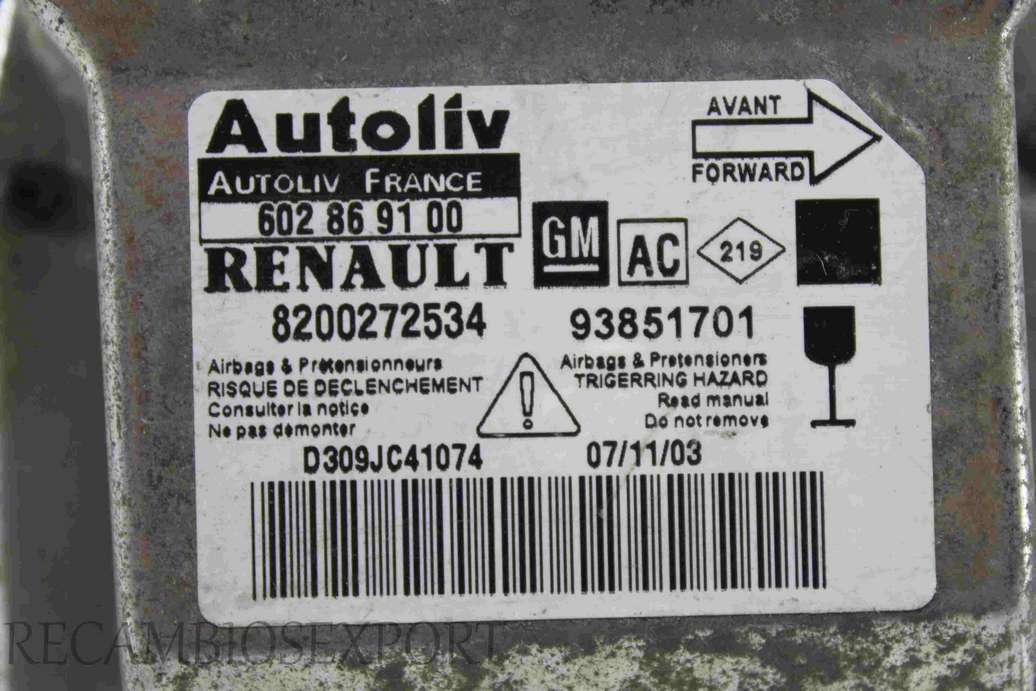 Autoliv
AVANT
FORWARD
AUTOLIV FRANCE
602 86 91 00
RENAULT
GM
AC
219
8200272534
93851701
Airbags & Prétensionneurs
RISQUE DE DECLENCHEMENT
Consulter la notice
Ne pas démonter
Airbags & Pretensioners
TRIGERRING HAZARD
Read manual
Do not remove
D309JC41074
07/11/03
RECAMBIOSEXPORT